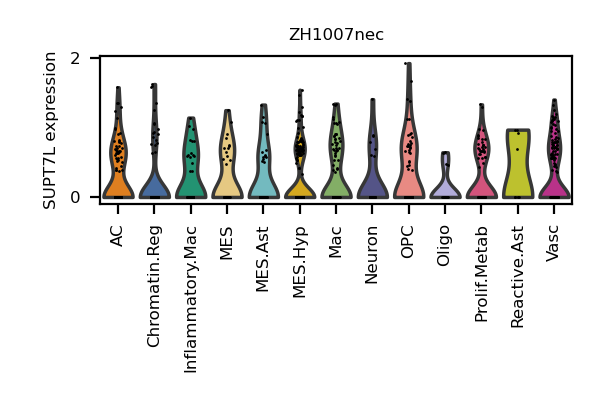 ZH1007nec
SUPT7L expression
2
0
AC
Chromatin.Reg
Inflammatory.Mac
MES
MES.Ast
MES.Hyp
Mac
Neuron
OPC
Oligo
Prolif.Metab
Reactive.Ast
Vasc